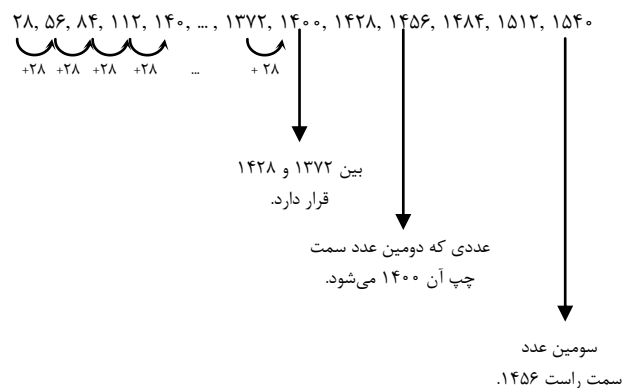 ۲۸, ۵۶, ۸۴, ۱۱۲, ۱۴۰, ... , ۱۳۷۲, ۱۴۰۰, ۱۴۲۸, ۱۴۵۶, ۱۴۸۴, ۱۵۱۲, ۱۵۴۰
+۲۸ +۲۸ +۲۸ +۲۸ ... + ۲۸
بین ۱۳۷۲ و ۱۴۲۸
قرار دارد.
عددی که دومین عدد سمت
چپ آن ۱۴۰۰ می‌شود.
سومین عدد
سمت راست ۱۴۵۶.